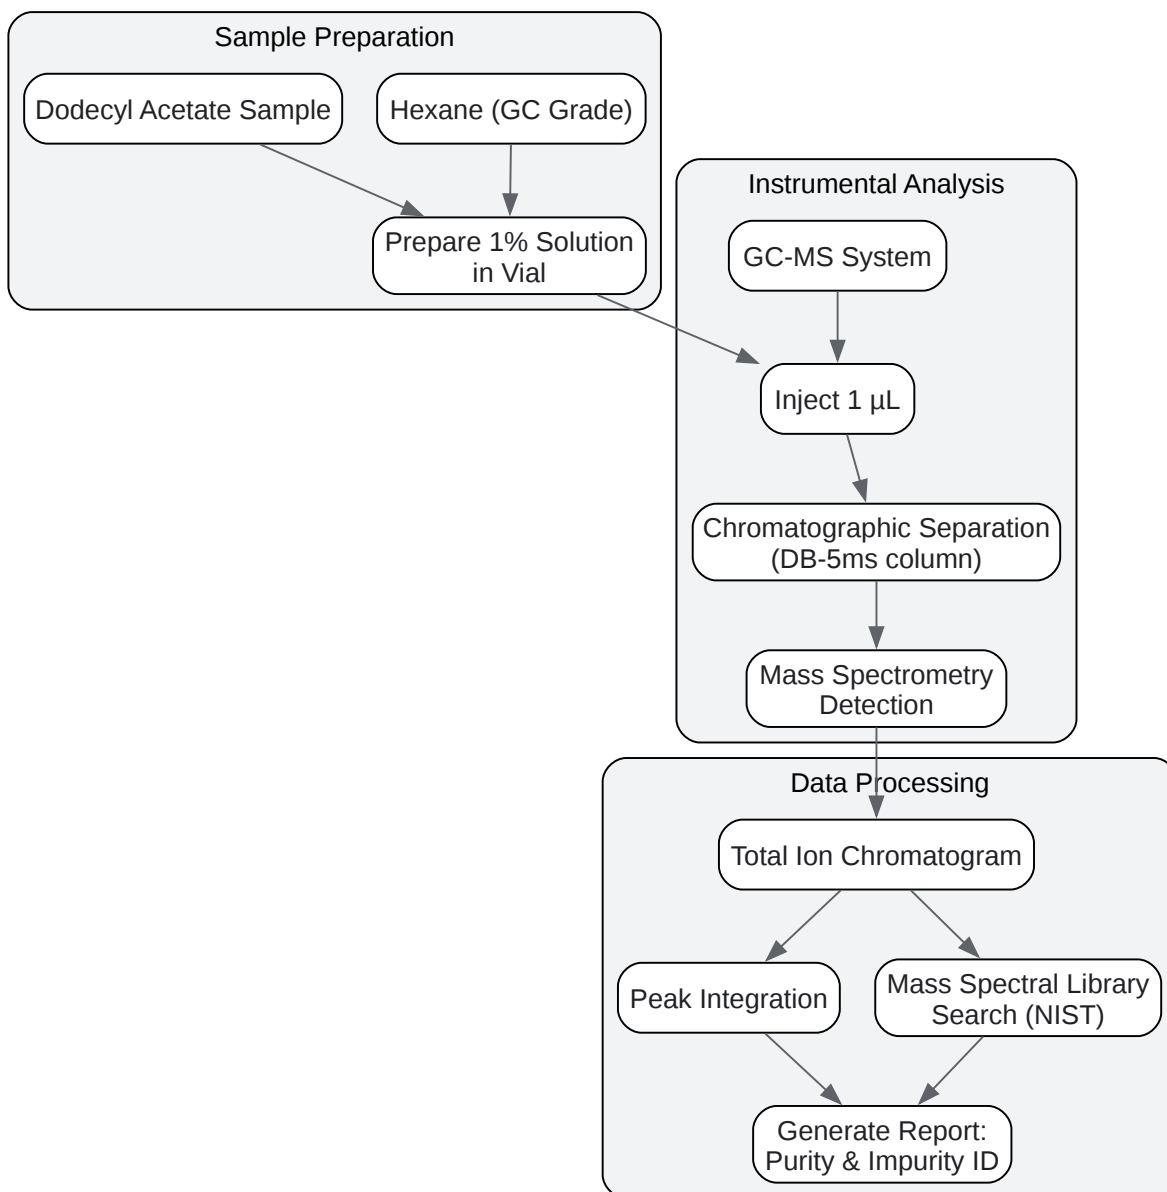 Sample Preparation
Dodecyl Acetate Sample
Hexane (GC Grade)
Prepare 1% Solution
in Vial
Instrumental Analysis
GC-MS System
Inject 1 µL
Chromatographic Separation
(DB-5ms column)
Mass Spectrometry
Detection
Data Processing
Total Ion Chromatogram
Peak Integration
Mass Spectral Library
Search (NIST)
Generate Report:
Purity & Impurity ID